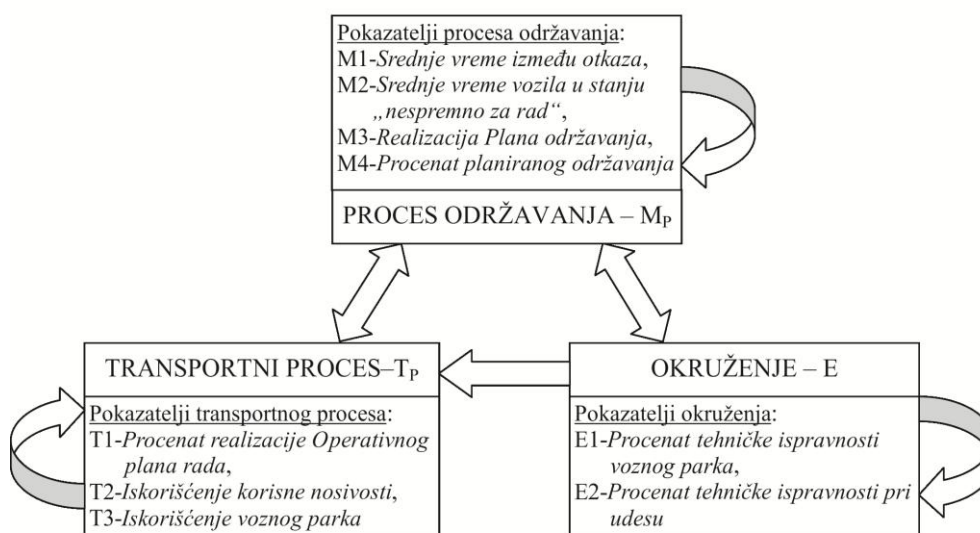 Pokazatelji procesa održavanja:
M1-Srednje vreme između otkaza,
M2-Srednje vreme vozila u stanju
„nespremno za rad“,
M3-Realizacija Plana održavanja,
M4-Procenat planiranog održavanja
PROCES ODRŽAVANJA – MP
TRANSPORTNI PROCES–TP
Pokazatelji transportnog procesa:
T1-Procenat realizacije Operativnog
plana rada,
T2-Iskorišćenje korisne nosivosti,
T3-Iskorišćenje voznog parka
OKRUŽENJE – E
Pokazatelji okruženja:
E1-Procenat tehničke ispravnosti
voznog parka,
E2-Procenat tehničke ispravnosti pri
udesu